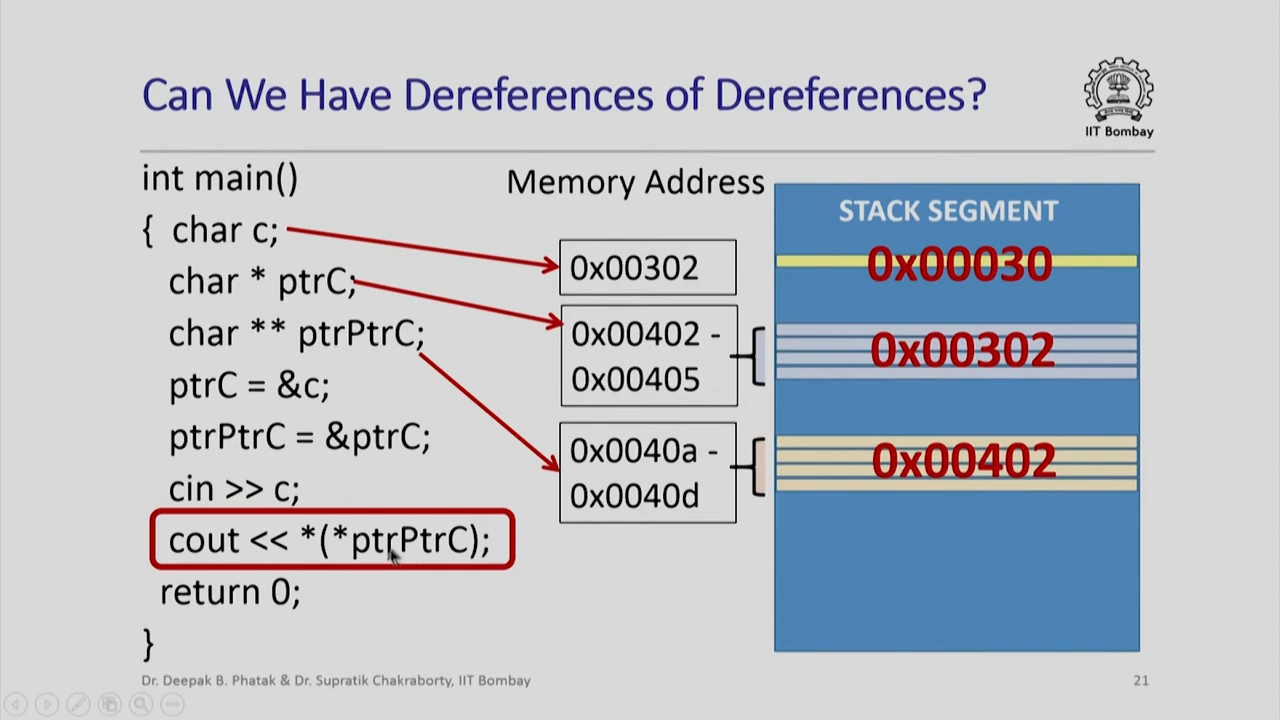 Can We Have Dereferences of Dereferences?
IIT Bombay
int main()
{ char c;
char * ptrC;
char ** ptrPtrC;
ptrC = &c;
ptrPtrC = &ptrC;
cin >> c;
cout << *(*ptrPtrC);
return 0;
}
Memory Address
0x00302
0x00402 -
0x00405
0x0040a -
0x0040d
STACK SEGMENT
0x00030
0x00302
0x00402
Dr. Deepak B. Phatak & Dr. Supratik Chakraborty, IIT Bombay
21